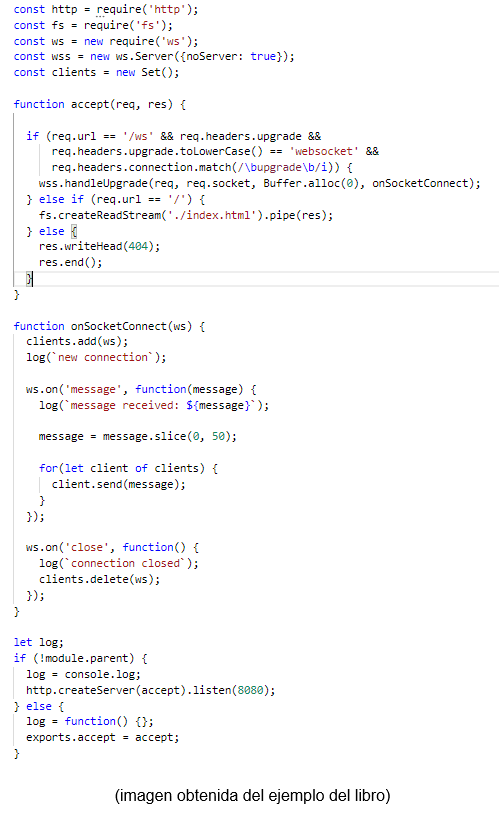 const http = require('http');
const fs = require('fs');
const ws = new require('ws');
const wss = new ws.Server({noServer: true});
const clients = new Set();

function accept(req, res) {

  if (req.url == '/ws' && req.headers.upgrade &&
      req.headers.upgrade.toLowerCase() == 'websocket' &&
      req.headers.connection.match(/\bupgrade\b/i)) {
    wss.handleUpgrade(req, req.socket, Buffer.alloc(0), onSocketConnect);
  } else if (req.url == '/') {
    fs.createReadStream('./index.html').pipe(res);
  } else {
    res.writeHead(404);
    res.end();
  }
}

function onSocketConnect(ws) {
  clients.add(ws);
  log(`new connection`);

  ws.on('message', function(message) {
    log(`message received: ${message}`);

    message = message.slice(0, 50);

    for(let client of clients) {
      client.send(message);
    }
  });

  ws.on('close', function() {
    log(`connection closed`);
    clients.delete(ws);
  });
}

let log;
if (!module.parent) {
  log = console.log;
  http.createServer(accept).listen(8080);
} else {
  log = function() {};
  exports.accept = accept;
}

(imagen obtenida del ejemplo del libro)